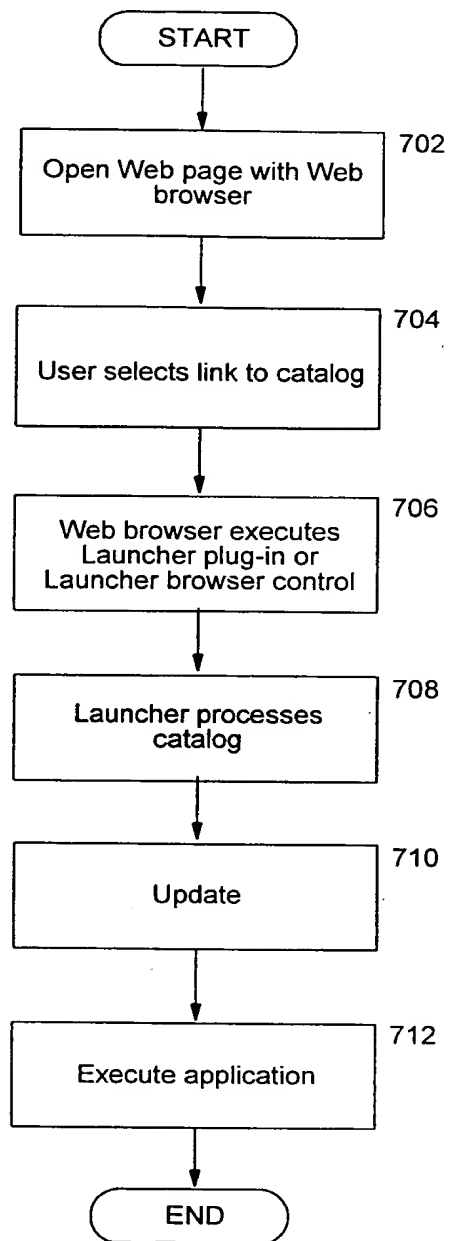 START
702
Open Web page with Web
browser
704
User selects link to catalog
706
Web browser executes
Launcher plug-in or
Launcher browser control
708
Launcher processes
catalog
710
Update
712
Execute application
END